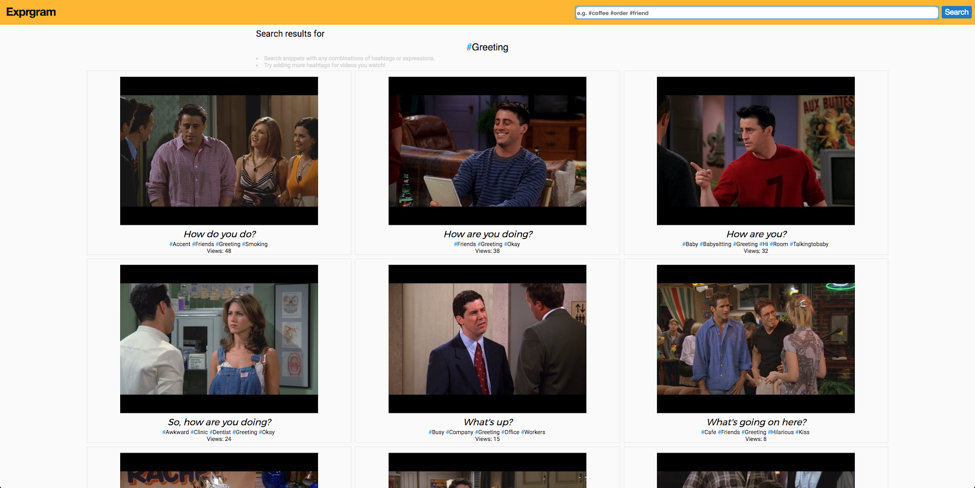 Exprgram
e.g. #coffee #order #friend
Search
Search results for
#Greeting
Search snippets with any combinations of hashtags or expressions.
Try adding more hashtags for videos you watch!
AUX BUTTES
7
How do you do?
#Accent #Friends #Greeting #Smoking
Views: 48
How are you doing?
#Friends #Greeting #Okay
Views: 38
How are you?
#Baby #Babysitting #Greeting #Hi #Room #Talkingtobaby
Views: 32
So, how are you doing?
#Awkward #Clinic #Dentist #Greeting #Okay
Views: 24
What's up?
#Busy #Company #Greeting #Office #Workers
Views: 15
What's going on here?
#Cafe #Friends #Greeting #Hilarious #Kiss
Views: 8